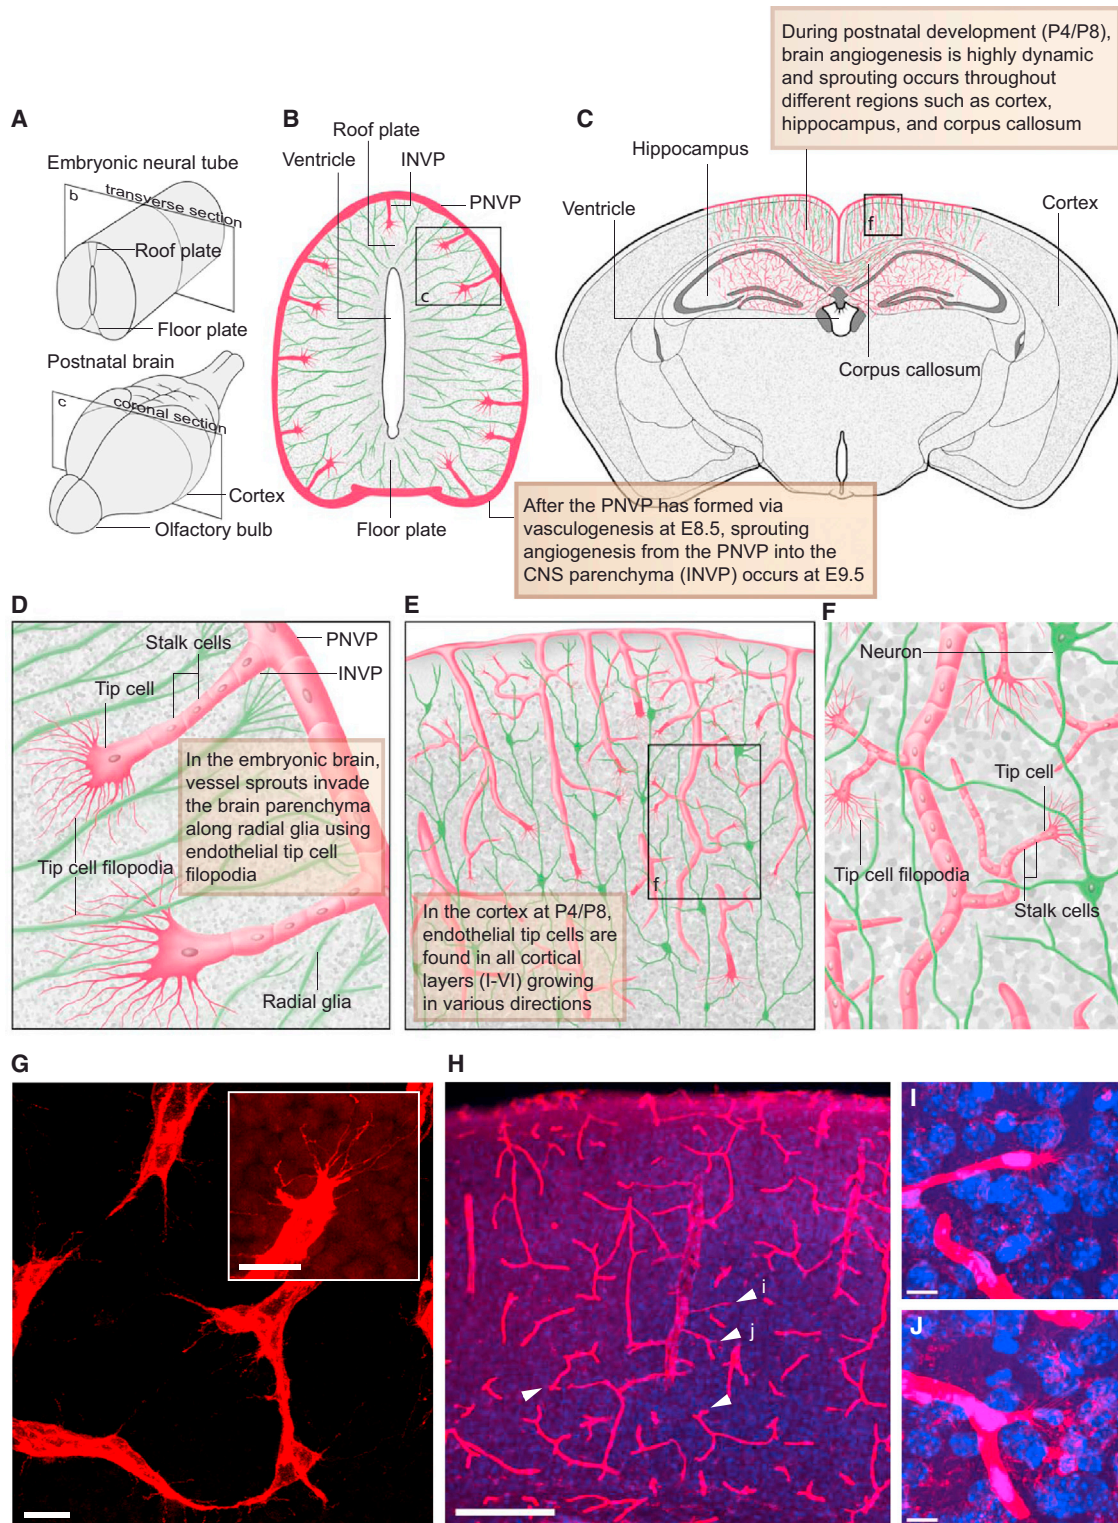 During postnatal development (P4/P8),
brain angiogenesis is highly dynamic
and sprouting occurs throughout
different regions such as cortex,
hippocampus, and corpus callosum
A
Embryonic neural tube
b
transverse section
Roof plate
Floor plate
Postnatal brain
c
coronal section
Cortex
Olfactory bulb
B
Roof plate
Ventricle
INVP
PNVP
c
Floor plate
C
Hippocampus
Ventricle
Cortex
f
Corpus callosum
After the PNVP has formed via
vasculogenesis at E8.5, sprouting
angiogenesis from the PNVP into the
CNS parenchyma (INVP) occurs at E9.5
D
Stalk cells
PNVP
INVP
Tip cell
In the embryonic brain,
vessel sprouts invade
the brain parenchyma
along radial glia using
endothelial tip cell
filopodia
Tip cell filopodia
Radial glia
E
f
In the cortex at P4/P8,
endothelial tip cells are
found in all cortical
layers (I-VI) growing
in various directions
F
Neuron
Tip cell
Tip cell filopodia
Stalk cells
G
H
i
j
I
J